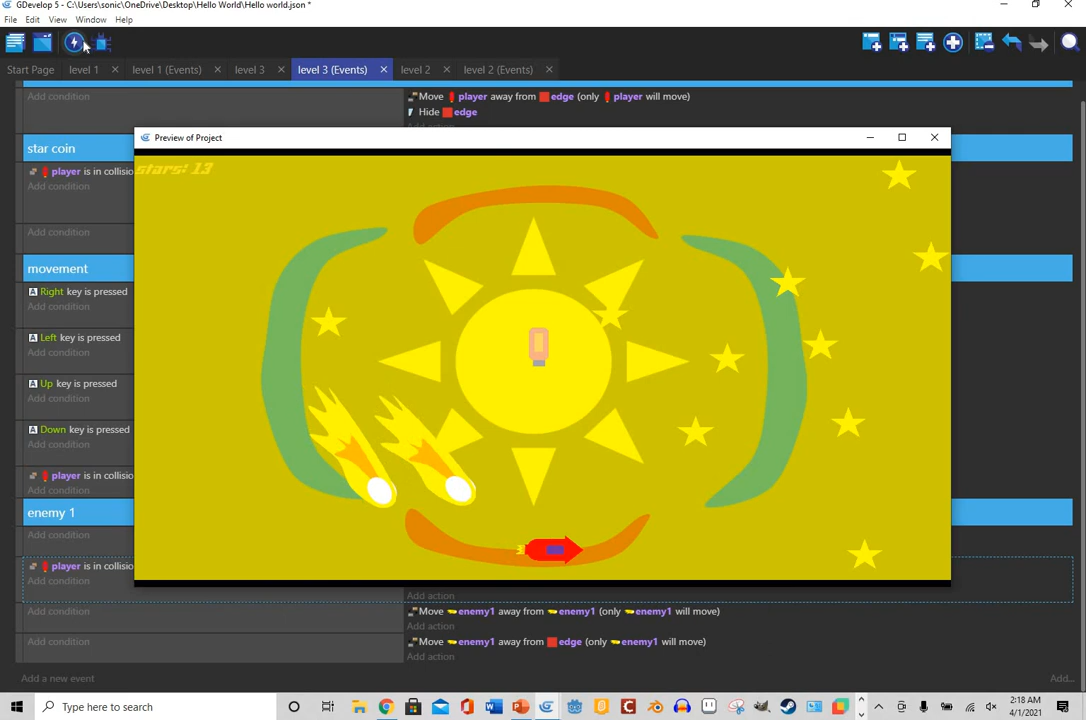 GDevelop 5 - C:\Users\sonic\OneDrive\Desktop\Hello World\Hello world.json *
File Edit View Window Help
Start Page level 1 level 1 (Events) level 3 level 3 (Events) level 2 level 2 (Events)
Add condition Move player away from edge (only player will move)
Hide edge
Add action
Preview of Project
star coin
stars: 13
player is in collisio
Add condition
Add condition
movement
Right key is pressed
Add condition
Left key is pressed
Add condition
Up key is pressed
Add condition
Down key is pressed
Add condition
player is in collisio
Add condition
enemy 1
Add condition
player is in collisio
Add condition
Add action
Add condition Move enemy1 away from enemy1 (only enemy1 will move)
Add action
Add condition Move enemy1 away from edge (only enemy1 will move)
Add action
Add a new event Add...
Type here to search
2:18 AM
4/1/2021